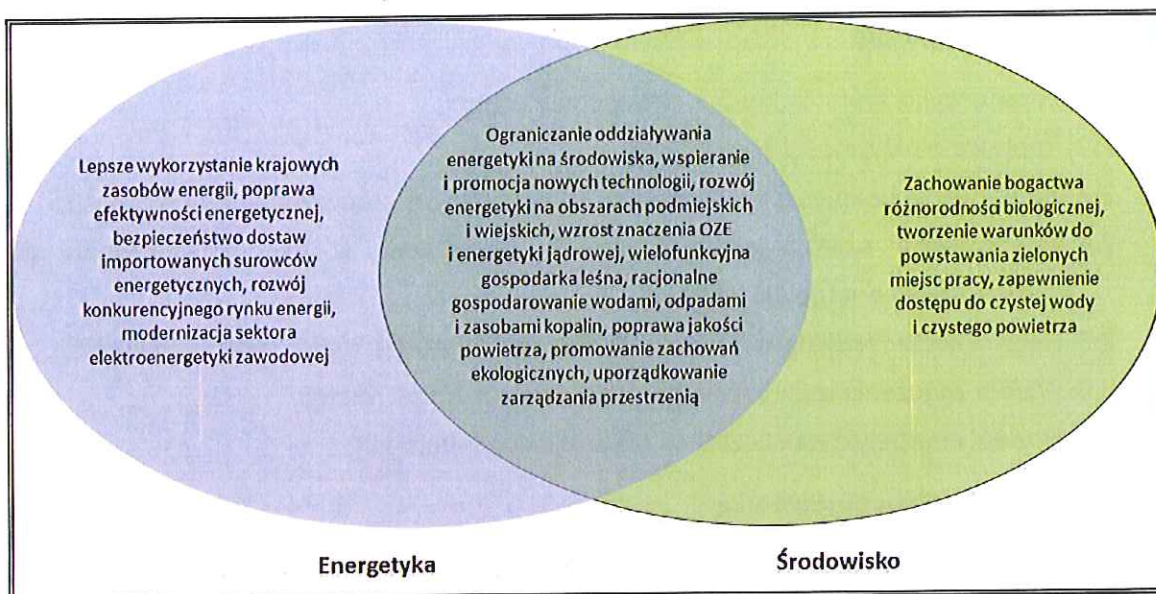 Lepsze wykorzystanie krajowych
zasobów energii, poprawa
efektywności energetycznej,
bezpieczeństwo dostaw
importowanych surowców
energetycznych, rozwój
konkurencyjnego rynku energii,
modernizacja sektora
elektroenergetyki zawodowej
Ograniczanie oddziaływania
energetyki na środowiska, wspieranie
i promocja nowych technologii, rozwój
energetyki na obszarach podmiejskich
i wiejskich, wzrost znaczenia OZE
i energetyki jądrowej, wielofunkcyjna
gospodarka leśna, racjonalne
gospodarowanie wodami, odpadami
i zasobami kopalin, poprawa jakości
powietrza, promowanie zachowań
ekologicznych, uporządkowanie
zarządzania przestrzenią
Zachowanie bogactwa
różnorodności biologicznej,
tworzenie warunków do
powstawania zielonych
miejsc pracy, zapewnienie
dostępu do czystej wody
i czystego powietrza
Energetyka
Środowisko